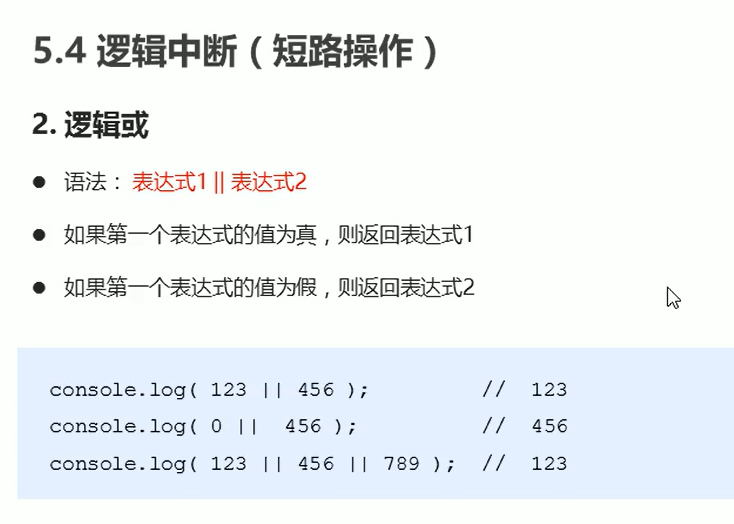 5.4 逻辑中断（短路操作）
2. 逻辑或
● 语法： 表达式1 || 表达式2
● 如果第一个表达式的值为真，则返回表达式1
● 如果第一个表达式的值为假，则返回表达式2
console.log( 123 || 456 );         //  123
console.log( 0 ||  456 );          //  456
console.log( 123 || 456 || 789 );  //  123